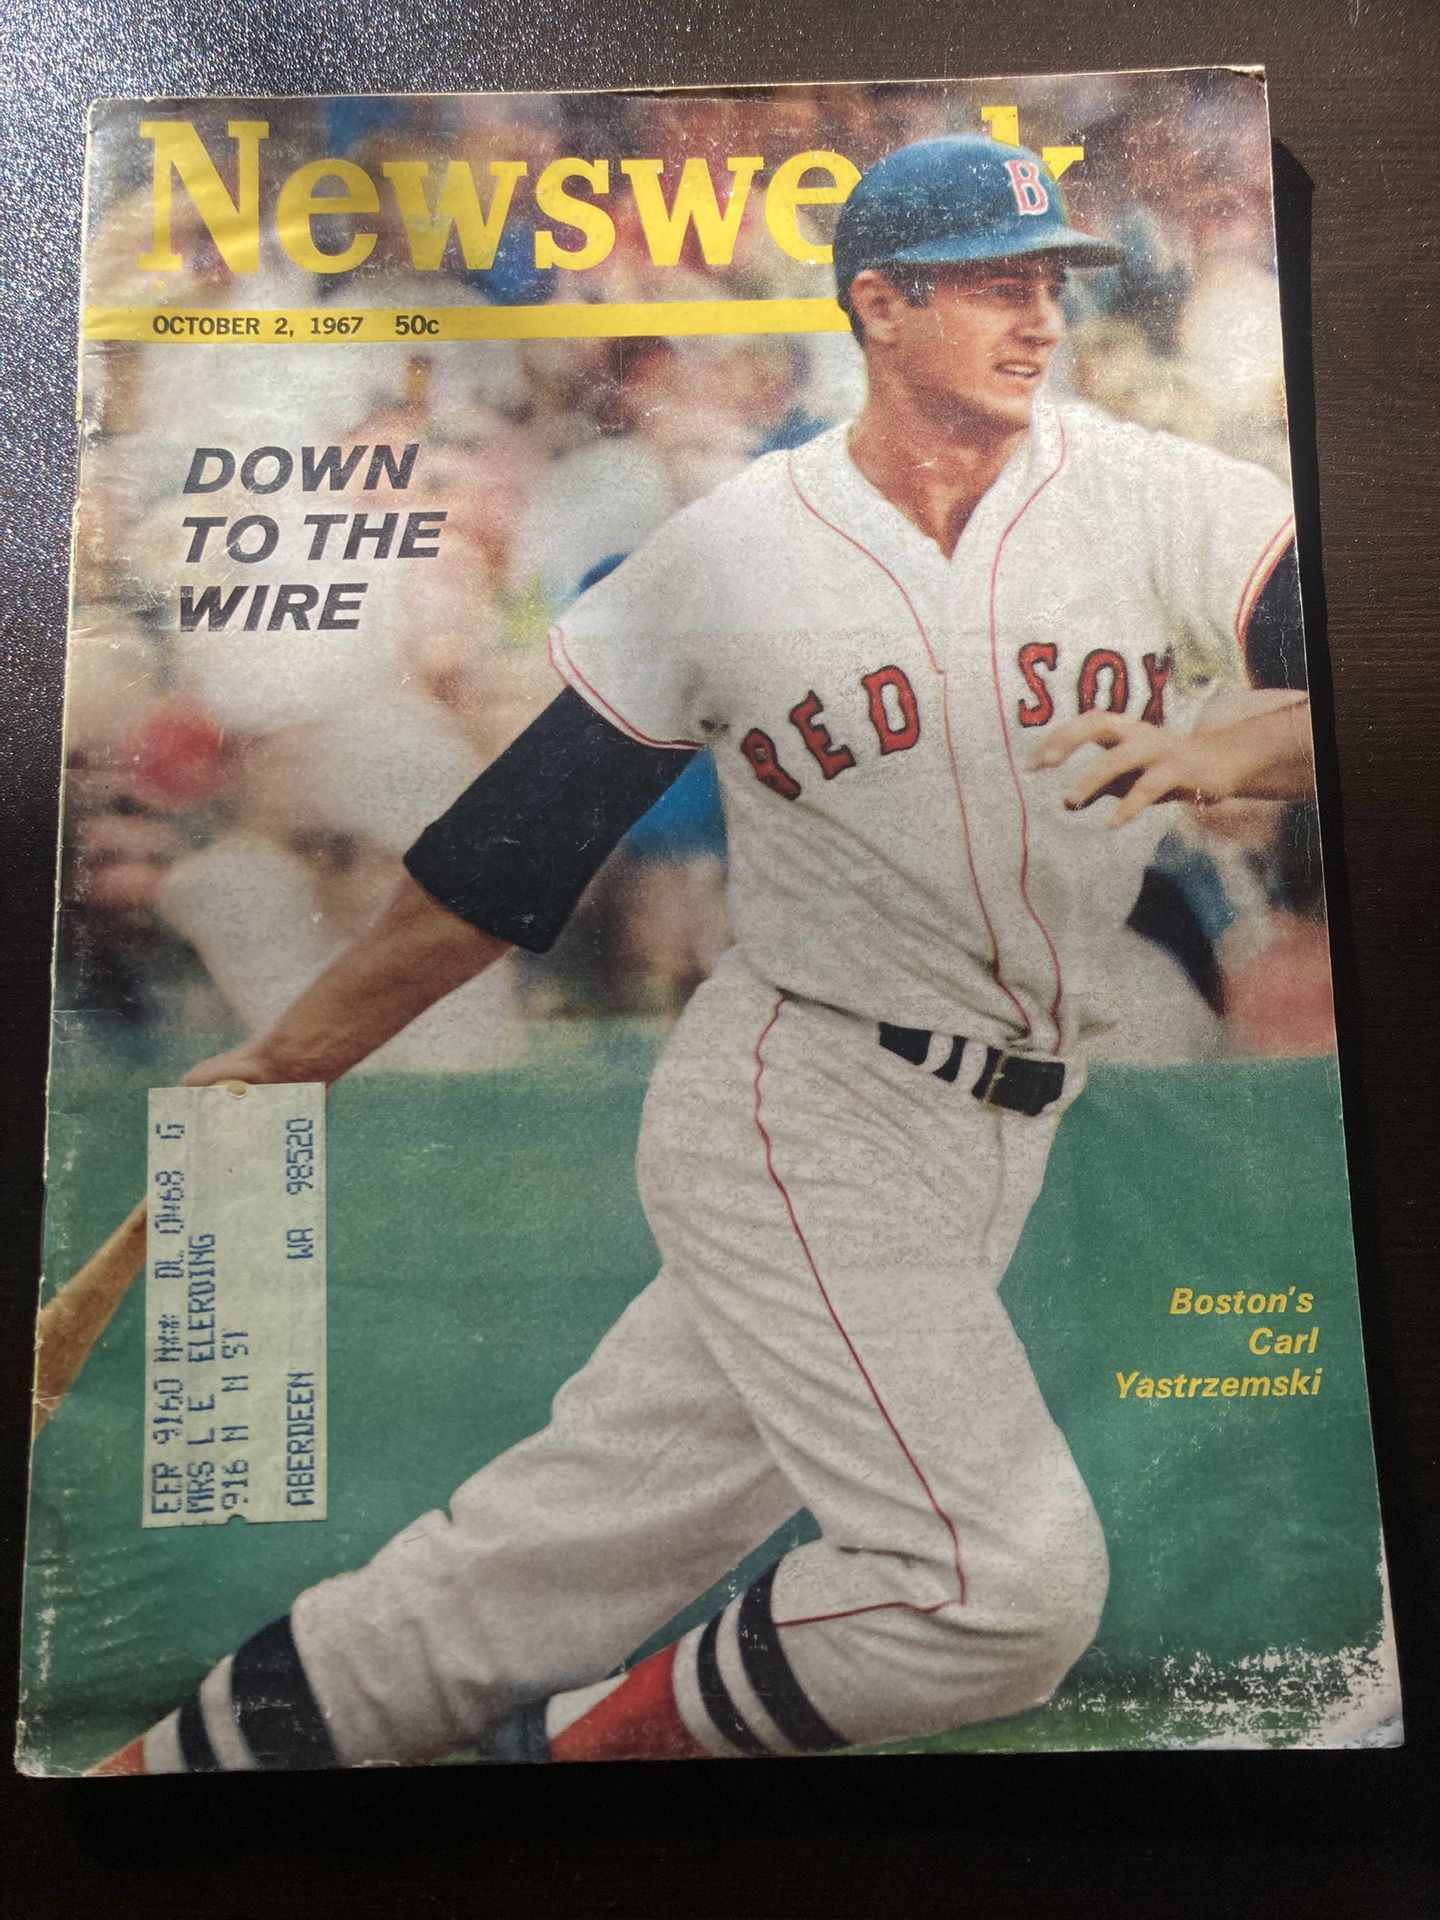 Newsweek
OCTOBER 2, 1967 50c
DOWN
TO THE
WIRE
B
RED SOX
Boston's
Carl
Yastrzemski
EER 9160 N** DL 0468 G
MRS L E ELERDING
916 N N ST
ABERDEEN WA 98520